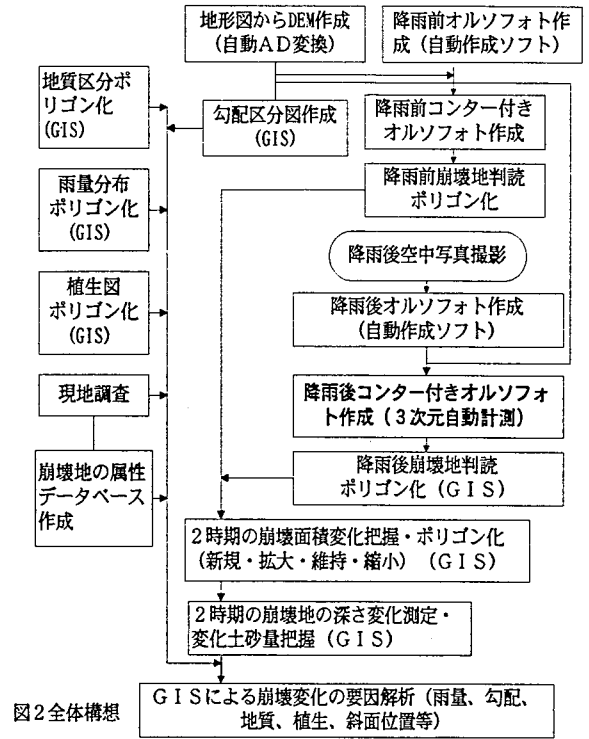 地形図からDEM作成
(自動AD変換)
降雨前オルソフォト作
成(自動作成ソフト)
地質区分ポ
リゴン化
(GIS)
勾配区分図作成
(GIS)
降雨前コンター付き
オルソフォト作成
雨量分布
ポリゴン化
(GIS)
降雨前崩壊地判読
ポリゴン化
降雨後空中写真撮影
植生図
ポリゴン化
(GIS)
降雨後オルソフォト作成
(自動作成ソフト)
現地調査
降雨後コンター付きオルソフォ
ト作成(3次元自動計測)
崩壊地の属性
データベース
作成
降雨後崩壊地判読
ポリゴン化(GIS)
2時期の崩壊面積変化把握・ポリゴン化
(新規・拡大・維持・縮小)(GIS)
2時期の崩壊地の深さ変化測定・
変化土砂量把握(GIS)
GISによる崩壊変化の要因解析(雨量、勾配、
地質、植生、斜面位置等)
図2全体構想